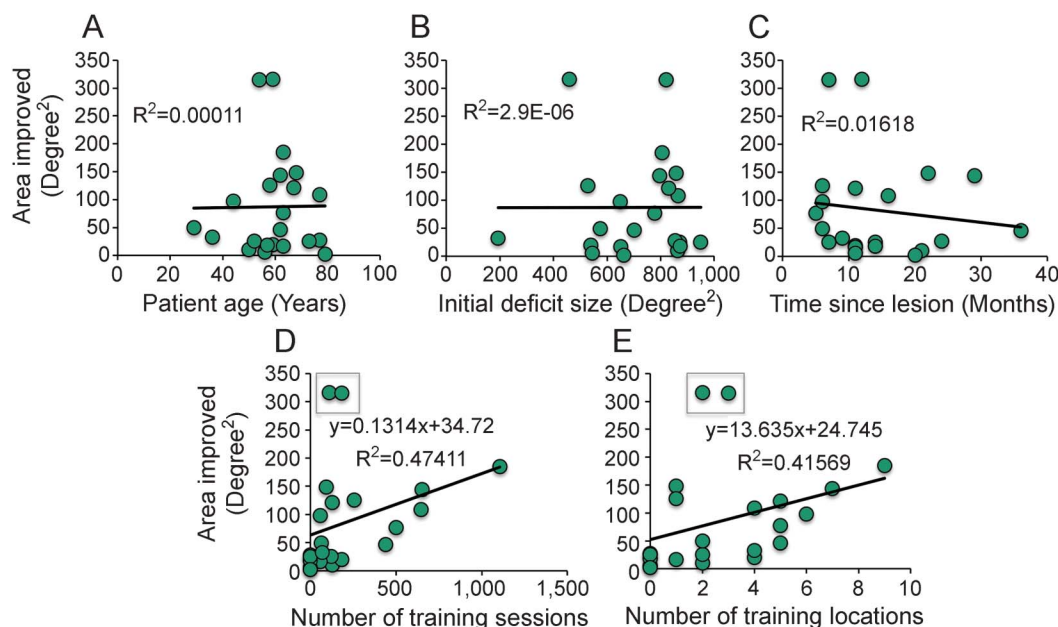 A
B
C
Area improved
(Degree²)
350
300
250
200
150
100
50
0
R²=0.00011
0 20 40 60 80 100
Patient age (Years)
350
300
250
200
150
100
50
0
R²=2.9E-06
0 200 400 600 800 1,000
Initial deficit size (Degree²)
350
300
250
200
150
100
50
0
R²=0.01618
0 10 20 30 40
Time since lesion (Months)
D
E
Area improved
(Degree²)
350
300
250
200
150
100
50
0
y=0.1314x+34.72
R²=0.47411
0 500 1,000 1,500
Number of training sessions
350
300
250
200
150
100
50
0
y=13.635x+24.745
R²=0.41569
0 2 4 6 8 10
Number of training locations